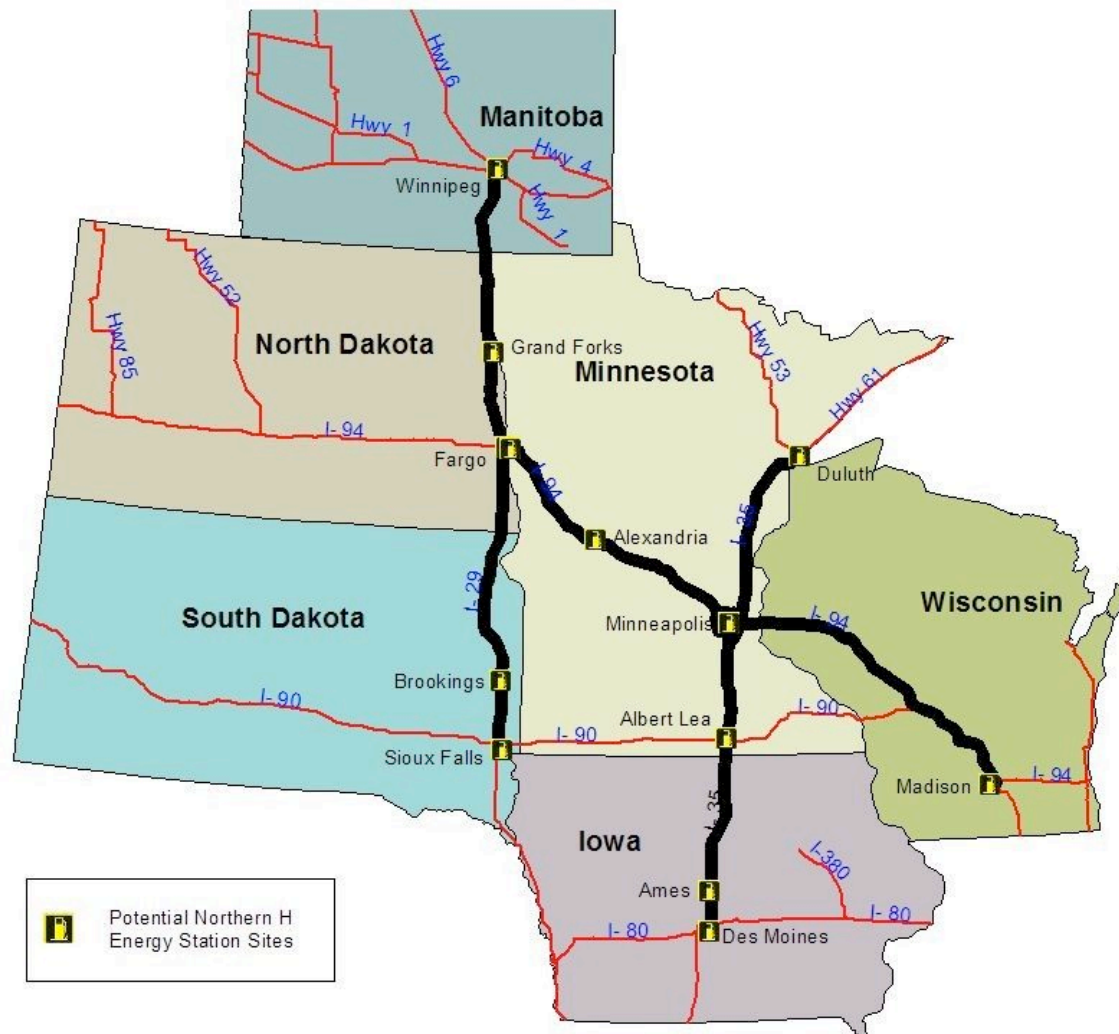 Hwy 6
Manitoba
Hwy 1
Hwy 4
Winnipeg
Hwy 1
Hwy 52
Hwy 85
North Dakota
Grand Forks
Minnesota
Hwy 53
Hwy 61
I- 94
Fargo
I- 94
Duluth
I- 35
Alexandria
I- 29
South Dakota
Minneapolis
I- 94
Wisconsin
Brookings
I- 90
Albert Lea
I- 90
I- 90
Sioux Falls
Madison
I- 94
I- 35
Iowa
I-380
Ames
I- 80
I- 80
Des Moines
Potential Northern H
Energy Station Sites